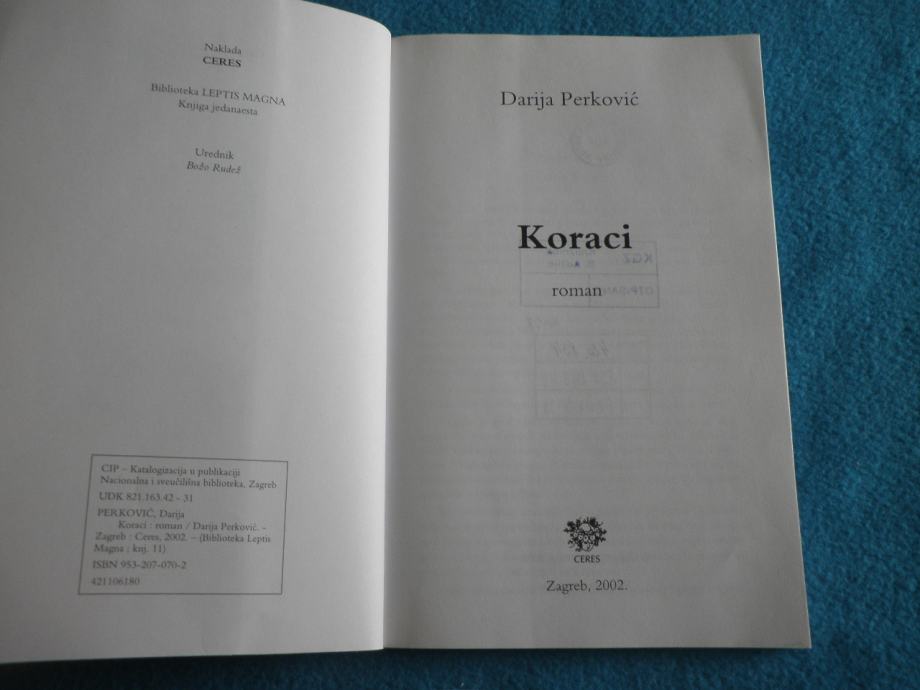 Naklada
CERES
Biblioteka LEPTIS MAGNA
Knjiga jedanaesta
Urednik
Božo Rudež
CIP – Katalogizacija u publikaciji
Nacionalna i sveučilišna biblioteka, Zagreb
UDK 821.163.42 - 31
PERKOVIĆ, Darija
Koraci : roman / Darija Perković. -
Zagreb : Ceres, 2002. – (Biblioteka Leptis
Magna ; knj. 11)
ISBN 953-207-070-2
421106180
Darija Perković
Koraci
roman
CERES
Zagreb, 2002.